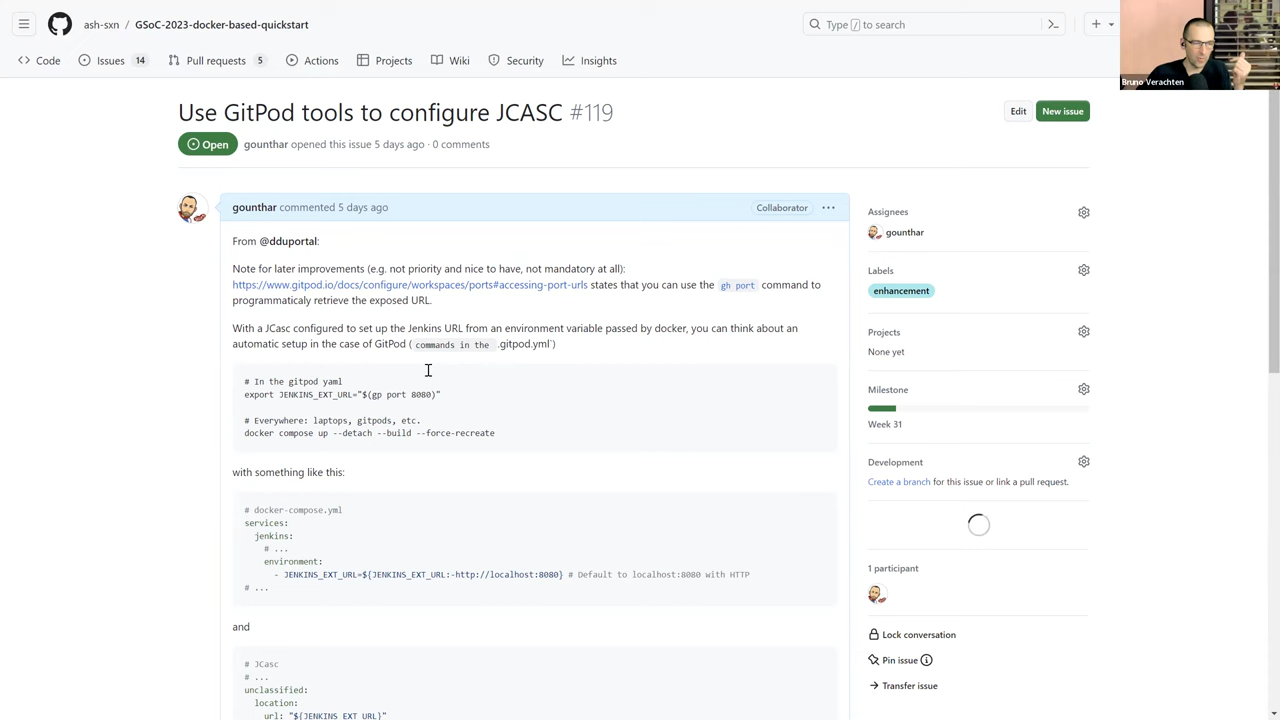 ash-sxn / GSoC-2023-docker-based-quickstart
Type / to search
Code
Issues 14
Pull requests 5
Actions
Projects
Wiki
Security
Insights
Bruno Verachten
Use GitPod tools to configure JCASC #119
Edit
New issue
Open
gounthar opened this issue 5 days ago · 0 comments
gounthar commented 5 days ago
Collaborator
From @dduportal:
Note for later improvements (e.g. not priority and nice to have, not mandatory at all):
https://www.gitpod.io/docs/configure/workspaces/ports#accessing-port-urls states that you can use the gh port command to
programmaticaly retrieve the exposed URL.
With a JCasc configured to set up the Jenkins URL from an environment variable passed by docker, you can think about an
automatic setup in the case of GitPod ( commands in the .gitpod.yml`)
# In the gitpod yaml
export JENKINS_EXT_URL="$(gp port 8080)"
# Everywhere: laptops, gitpods, etc.
docker compose up --detach --build --force-recreate
with something like this:
# docker-compose.yml
services:
jenkins:
# ...
environment:
- JENKINS_EXT_URL=${JENKINS_EXT_URL:-http://localhost:8080} # Default to localhost:8080 with HTTP
# ...
and
# JCasc
# ...
unclassified:
location:
url: "${JENKINS_EXT_URL}"
Assignees
gounthar
Labels
enhancement
Projects
None yet
Milestone
Week 31
Development
Create a branch for this issue or link a pull request.
1 participant
Lock conversation
Pin issue
Transfer issue